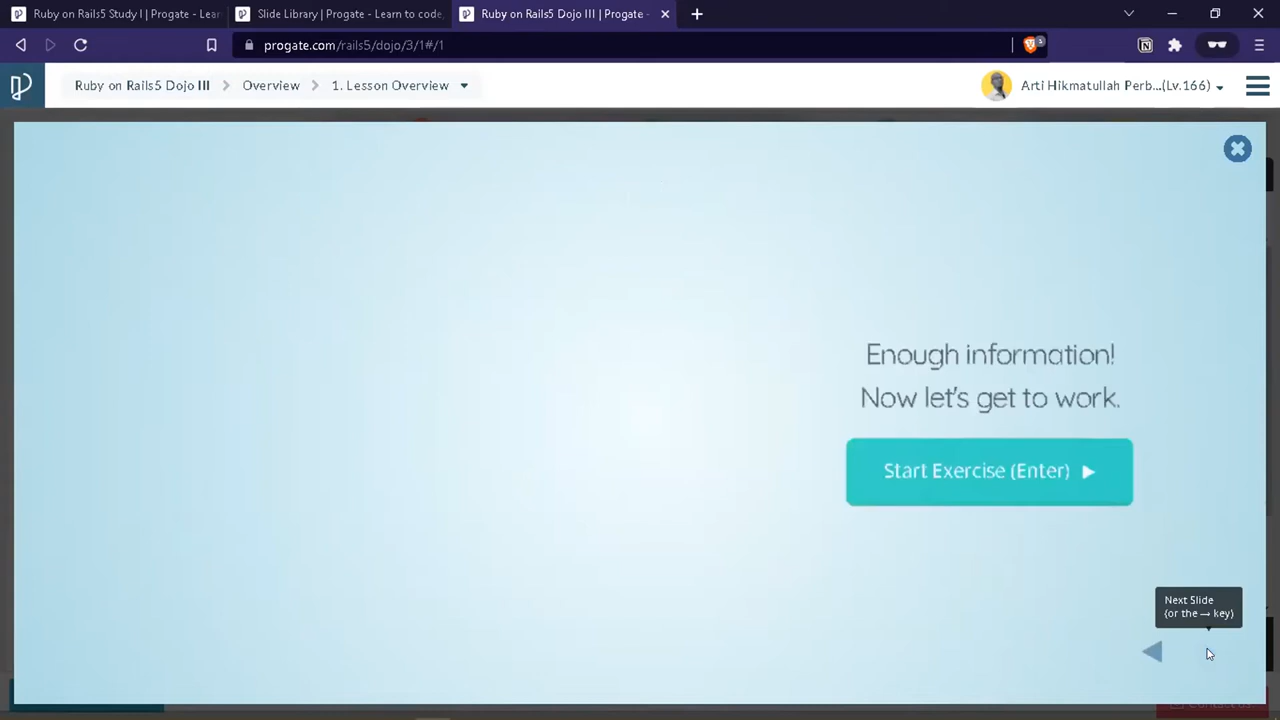 Ruby on Rails5 Study I | Progate - Lear
Slide Library | Progate - Learn to code,
Ruby on Rails5 Dojo III | Progate -
progate.com/rails5/dojo/3/1#/1
Ruby on Rails5 Dojo III
Overview
1. Lesson Overview
Arti Hikmatullah Perb...(Lv.166)
Enough information!
Now let's get to work.
Start Exercise (Enter)
Next Slide
(or the → key)